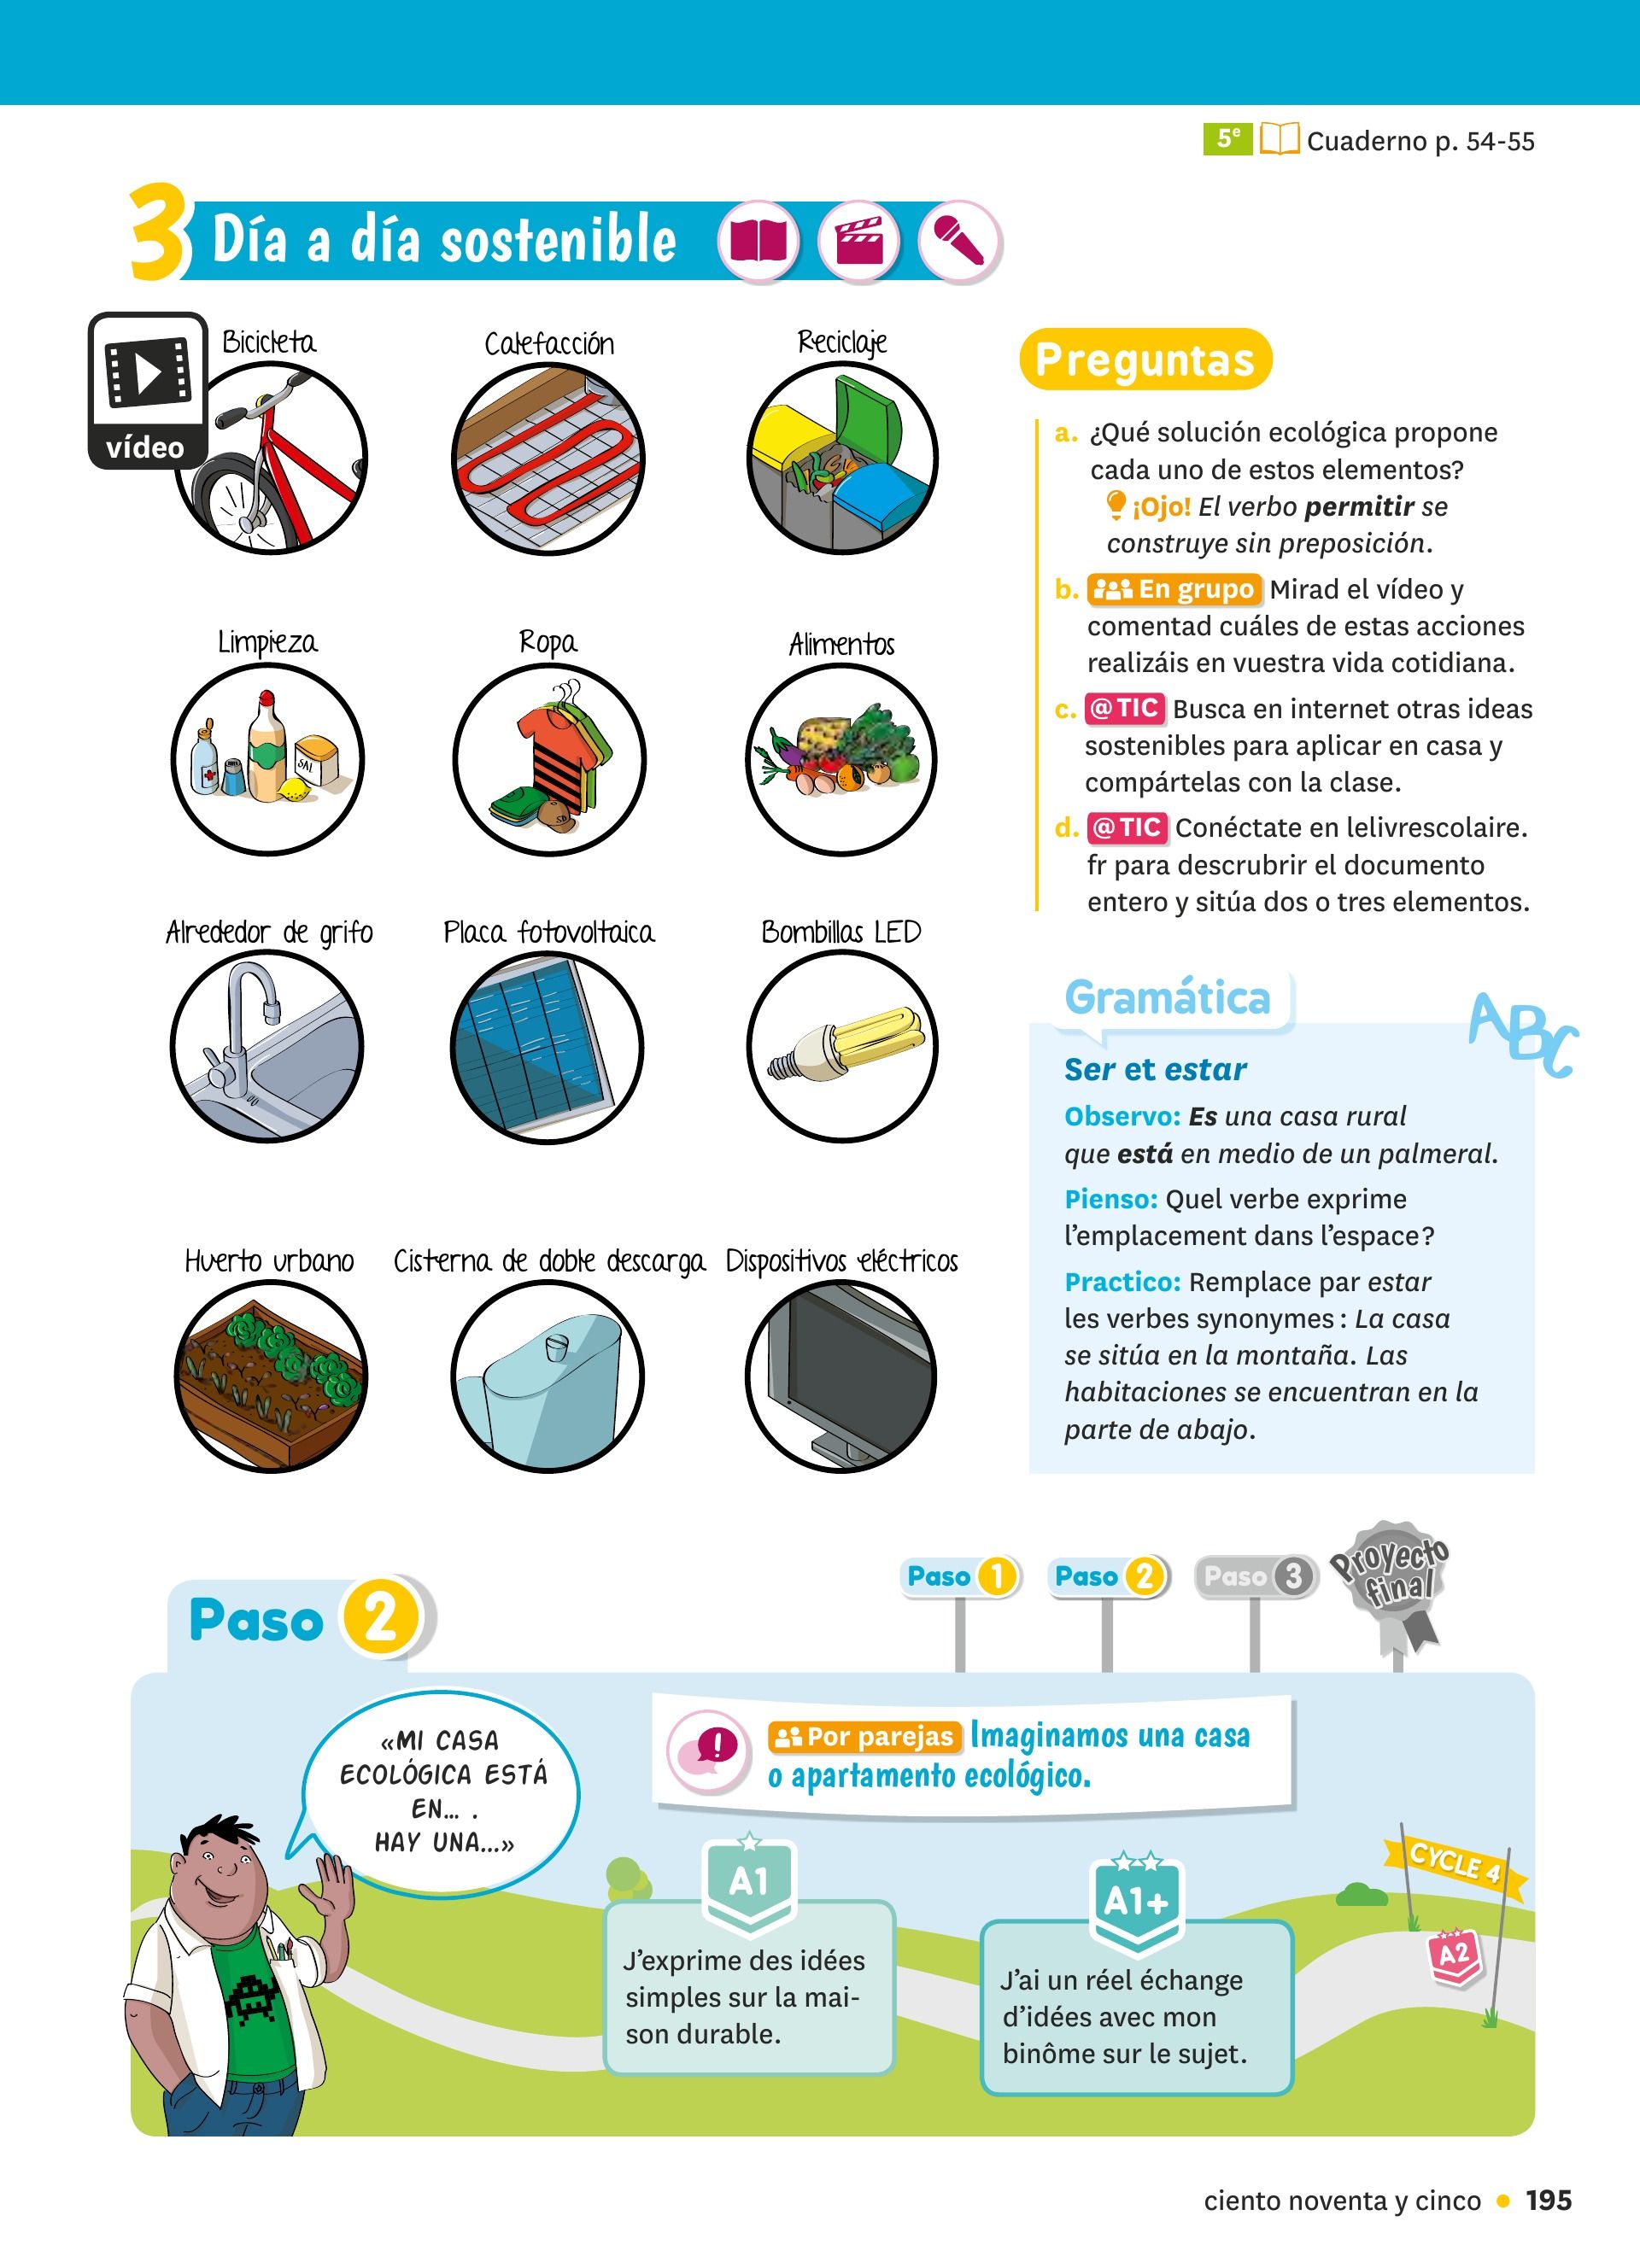 5e Cuaderno p. 54-55
3 Día a día sostenible
vídeo
Bicicleta
Calefacción
Reciclaje
Limpieza
SAL
Ropa
SD
Alimentos
Alrededor de grifo
Placa fotovoltaica
Bombillas LED
Huerto urbano
Cisterna de doble descarga
Dispositivos eléctricos
Preguntas
a. ¿Qué solución ecológica propone
cada uno de estos elementos?
¡Ojo! El verbo permitir se
construye sin preposición.
b. En grupo Mirad el vídeo y
comentad cuáles de estas acciones
realizáis en vuestra vida cotidiana.
c. @TIC Busca en internet otras ideas
sostenibles para aplicar en casa y
compártelas con la clase.
d. @TIC Conéctate en lelivrescolaire.
fr para descrubrir el documento
entero y sitúa dos o tres elementos.
Gramática
ABC
Ser et estar
Observo: Es una casa rural
que está en medio de un palmeral.
Pienso: Quel verbe exprime
l'emplacement dans l'espace ?
Practico: Remplace par estar
les verbes synonymes : La casa
se sitúa en la montaña. Las
habitaciones se encuentran en la
parte de abajo.
Paso 1
Paso 2
Paso 3
Proyecto
final
Paso 2
«MI CASA
ECOLÓGICA ESTÁ
EN... .
HAY UNA...»
Por parejas Imaginamos una casa
o apartamento ecológico.
A1
J'exprime des idées
simples sur la mai-
son durable.
A1+
J'ai un réel échange
d'idées avec mon
binôme sur le sujet.
CYCLE 4
A2
ciento noventa y cinco • 195